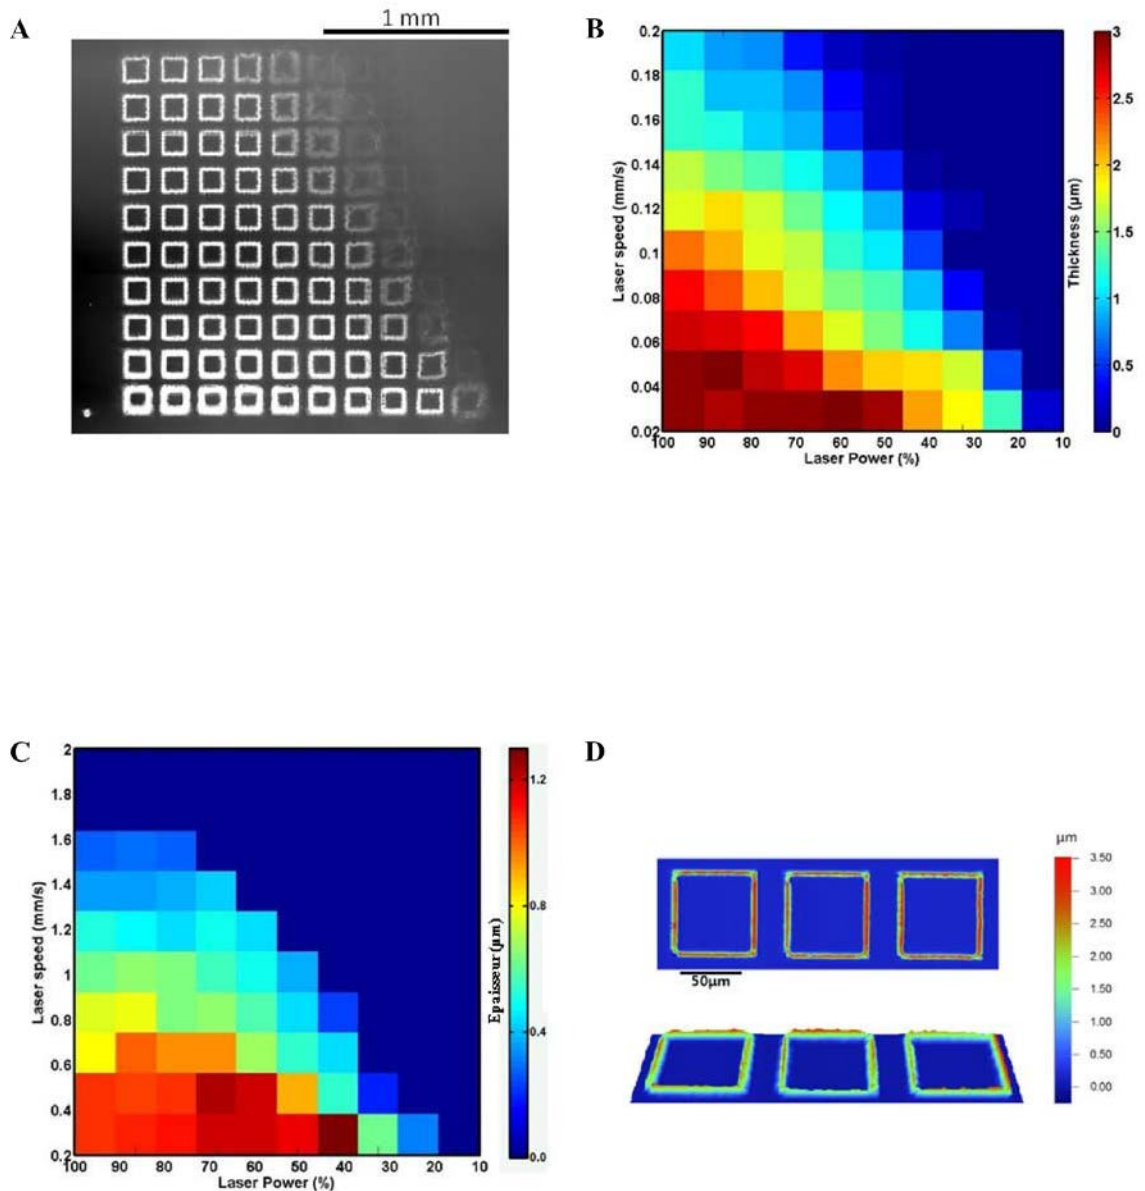 A
1 mm
B
0.2
0.18
0.16
0.14
0.12
0.1
0.08
0.06
0.04
0.02
Laser speed (mm/s)
100 90 80 70 60 50 40 30 20 10
Laser Power (%)
3
2.5
2
1.5
1
0.5
0
Thickness (µm)
C
2
1.8
1.6
1.4
1.2
1
0.8
0.6
0.4
0.2
Laser speed (mm/s)
100 90 80 70 60 50 40 30 20 10
Laser Power (%)
1.2
0.8
0.4
0.0
Epaisseur (µm)
D
50µm
µm
3.50
3.00
2.50
2.00
1.50
1.00
0.50
0.00